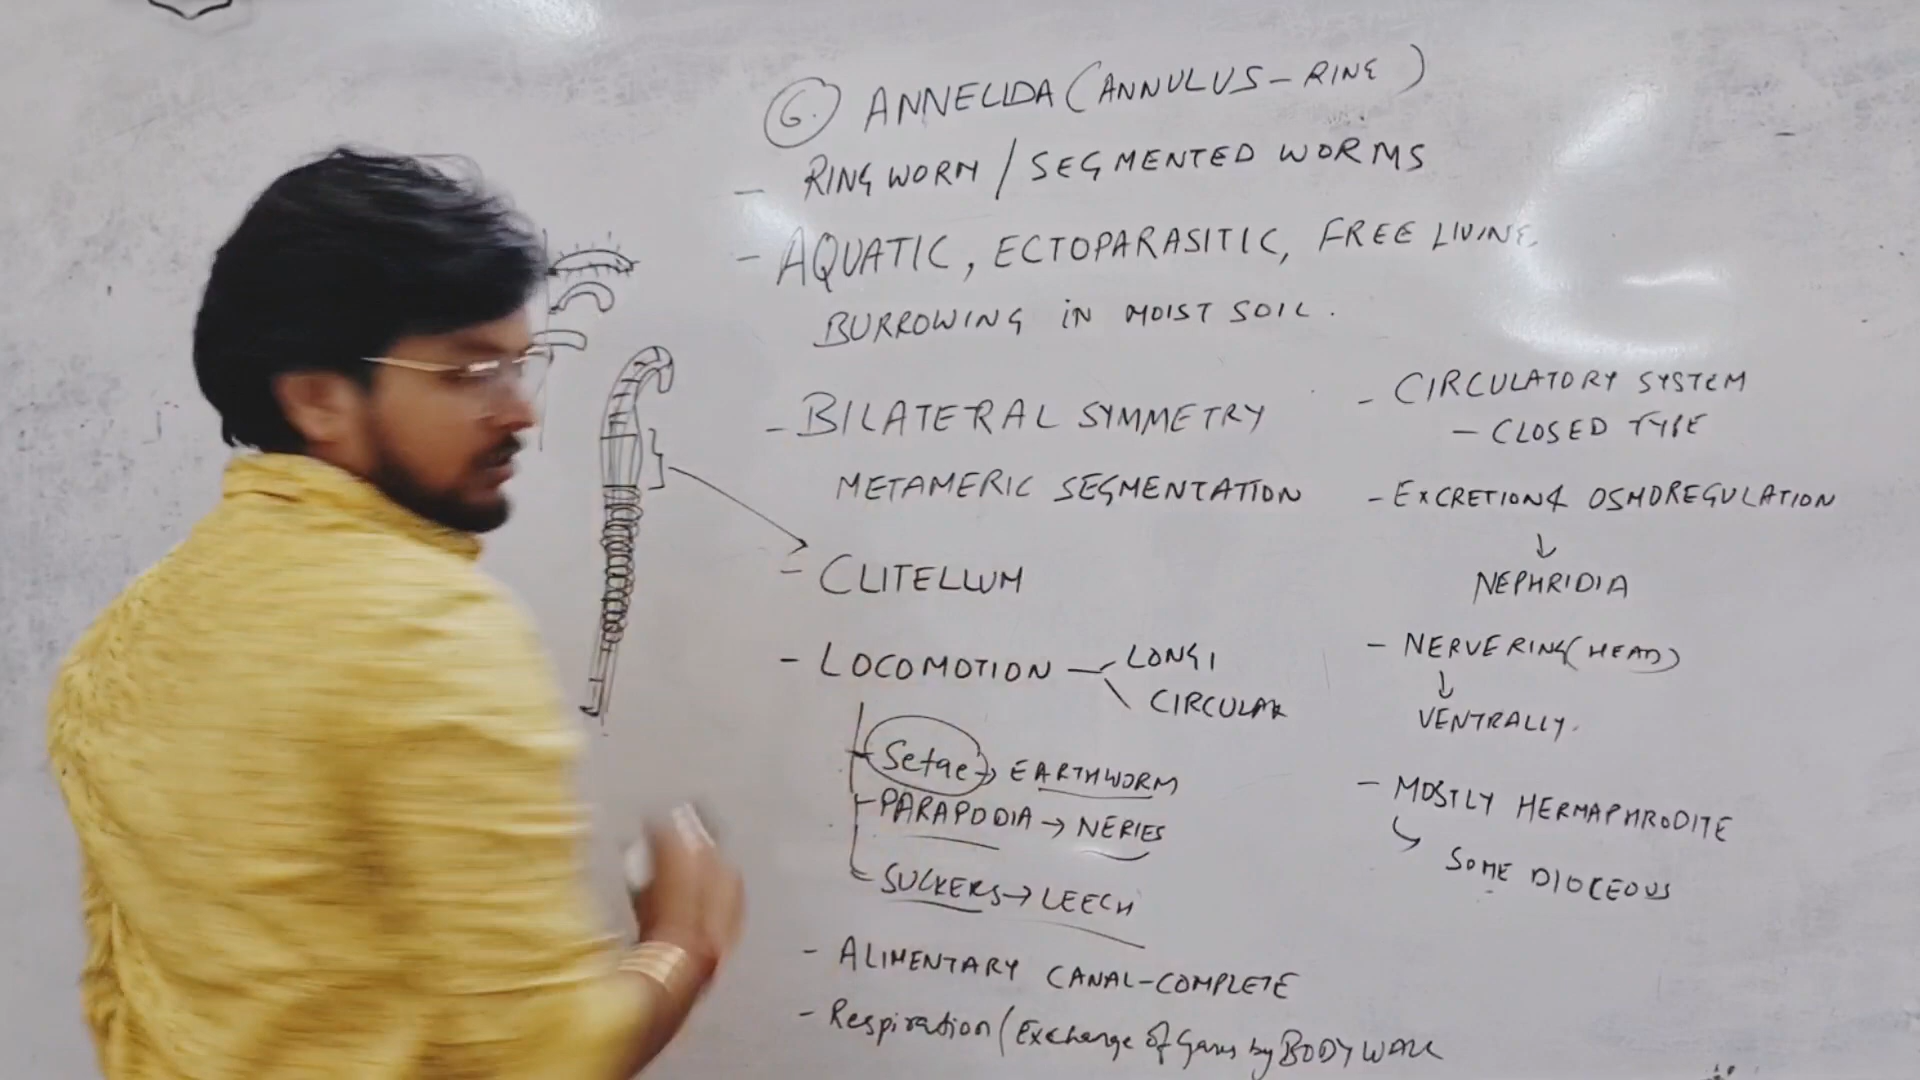 6. ANNELIDA (ANNULUS - RING)
- RINGWORM / SEGMENTED WORMS
- AQUATIC, ECTOPARASITIC, FREE LIVING,
BURROWING IN MOIST SOIL.
- BILATERAL SYMMETRY
METAMERIC SEGMENTATION
- CLITELLUM
- LOCOMOTION - LONGI
CIRCULAR
Setae → EARTHWORM
PARAPODIA → NERIES
SUCKERS → LEECH
- ALIMENTARY CANAL-COMPLETE
- Respiration (Exchange of Gases by BODY WALL
- CIRCULATORY SYSTEM
- CLOSED TYPE
- EXCRETION & OSMOREGULATION
↓
NEPHRIDIA
- NERVE RING (HEAD)
↓
VENTRALLY.
- MOSTLY HERMAPHRODITE
↳ SOME DIOCEOUS